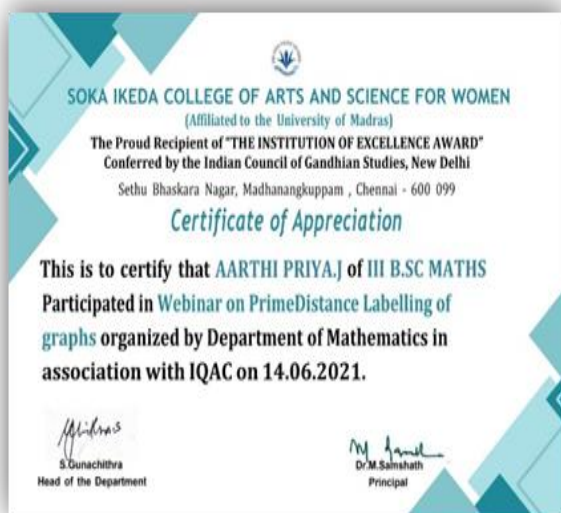 SOKA IKEDA COLLEGE OF ARTS AND SCIENCE FOR WOMEN
(Affiliated to the University of Madras)
The Proud Recipient of "THE INSTITUTION OF EXCELLENCE AWARD"
Conferred by the Indian Council of Gandhian Studies, New Delhi
Sethu Bhaskara Nagar, Madhanangkuppam , Chennai - 600 099
Certificate of Appreciation
This is to certify that AARTHI PRIYA.J of III B.SC MATHS
Participated in Webinar on PrimeDistance Labelling of
graphs organized by Department of Mathematics in
association with IQAC on 14.06.2021.
S.Gunachithra
Head of the Department
Dr.M.Samshath
Principal